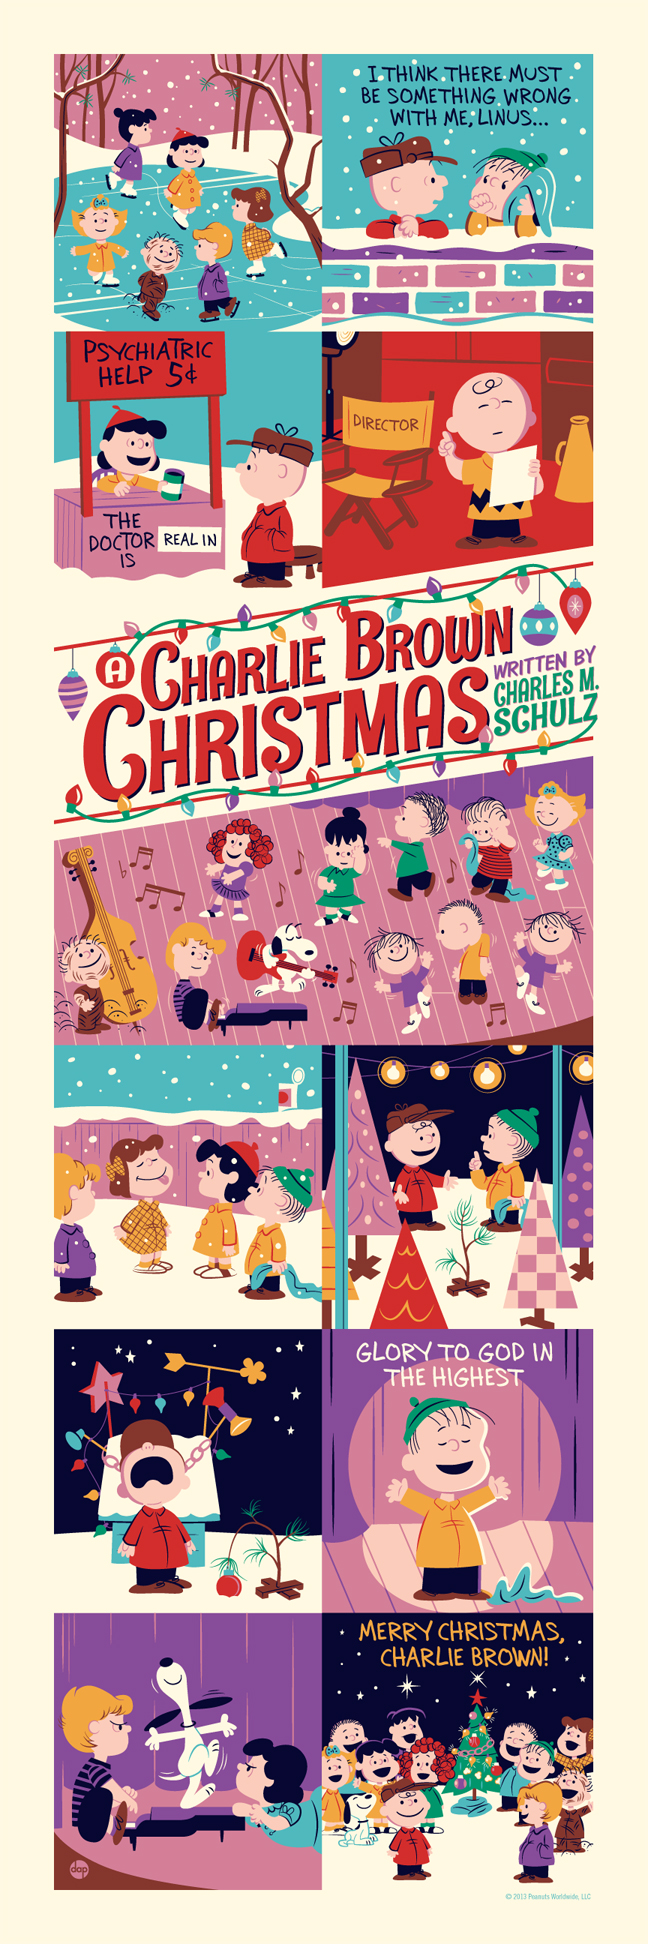 I THINK THERE MUST
BE SOMETHING WRONG
WITH ME, LINUS...
PSYCHIATRIC
HELP 5¢
THE
DOCTOR
IS
REAL IN
DIRECTOR
A CHARLIE BROWN
CHRISTMAS
WRITTEN BY
CHARLES M.
SCHULZ
GLORY TO GOD IN
THE HIGHEST
MERRY CHRISTMAS,
CHARLIE BROWN!
dap
© 2013 Peanuts Worldwide, LLC